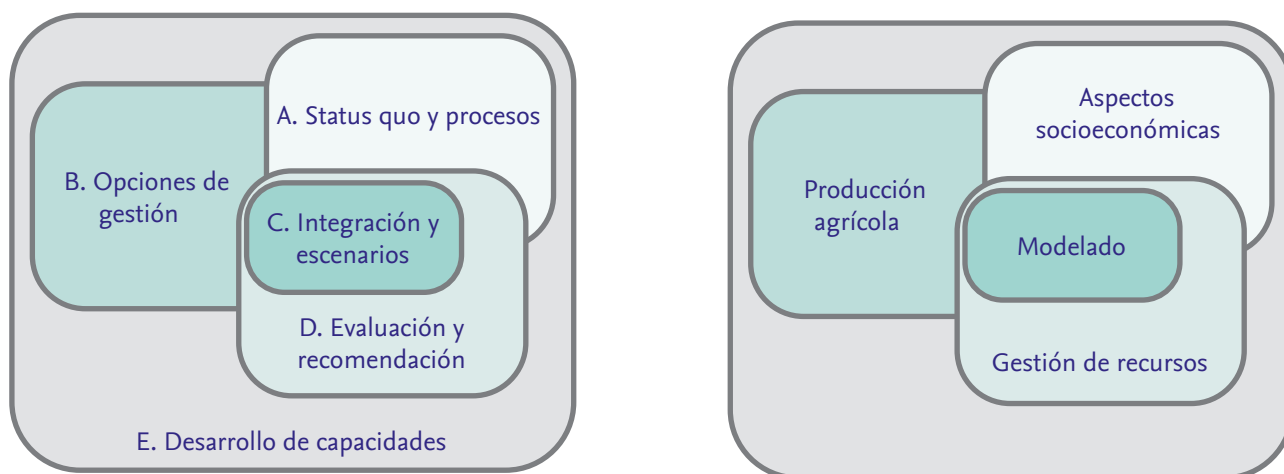 A. Status quo y procesos
B. Opciones de
gestión
C. Integración y
escenarios
D. Evaluación y
recomendación
E. Desarrollo de capacidades
Aspectos
socioeconómicas
Producción
agrícola
Modelado
Gestión de recursos